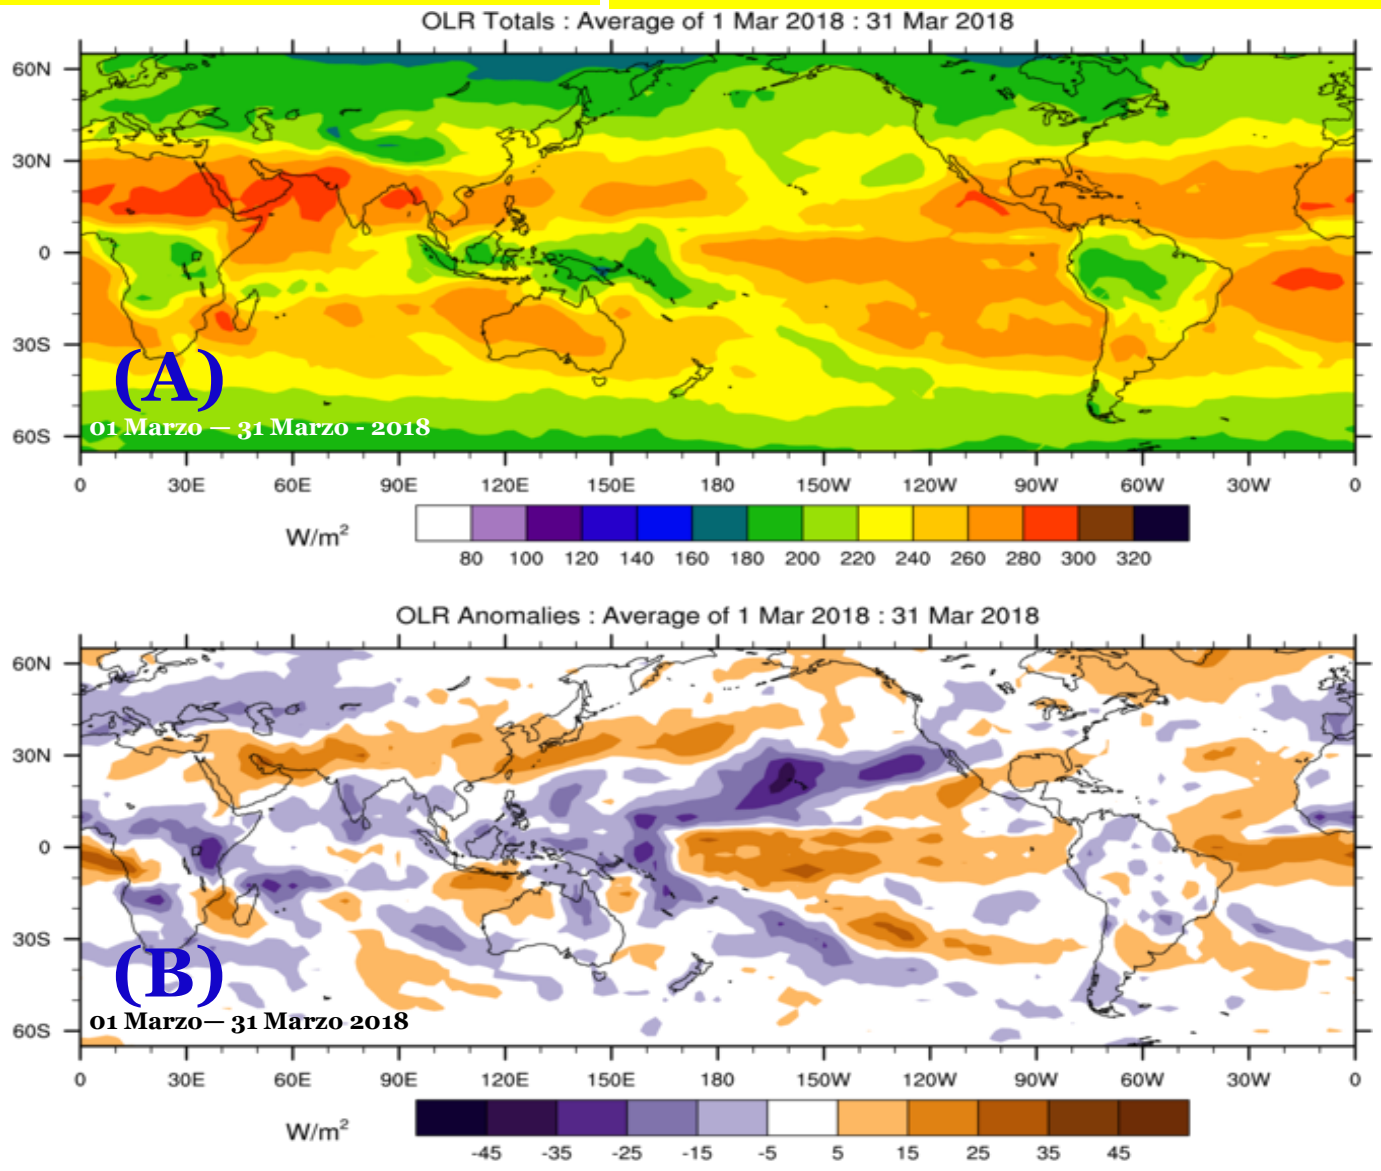 OLR Totals : Average of 1 Mar 2018 : 31 Mar 2018
60N
30N
0
30S
60S
(A)
01 Marzo — 31 Marzo - 2018
0 30E 60E 90E 120E 150E 180 150W 120W 90W 60W 30W 0
W/m²
80 100 120 140 160 180 200 220 240 260 280 300 320
OLR Anomalies : Average of 1 Mar 2018 : 31 Mar 2018
60N
30N
0
30S
60S
(B)
01 Marzo— 31 Marzo 2018
0 30E 60E 90E 120E 150E 180 150W 120W 90W 60W 30W 0
W/m²
-45 -35 -25 -15 -5 5 15 25 35 45